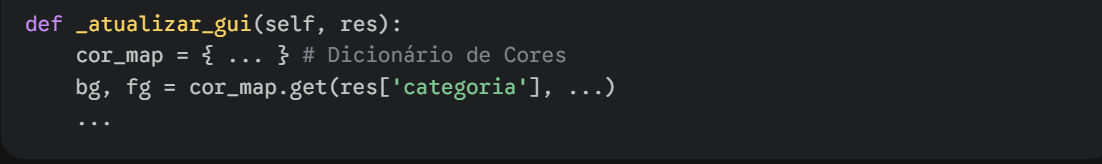 def _atualizar_gui(self, res):
    cor_map = { ... } # Dicionário de Cores
    bg, fg = cor_map.get(res['categoria'], ...)
    ...